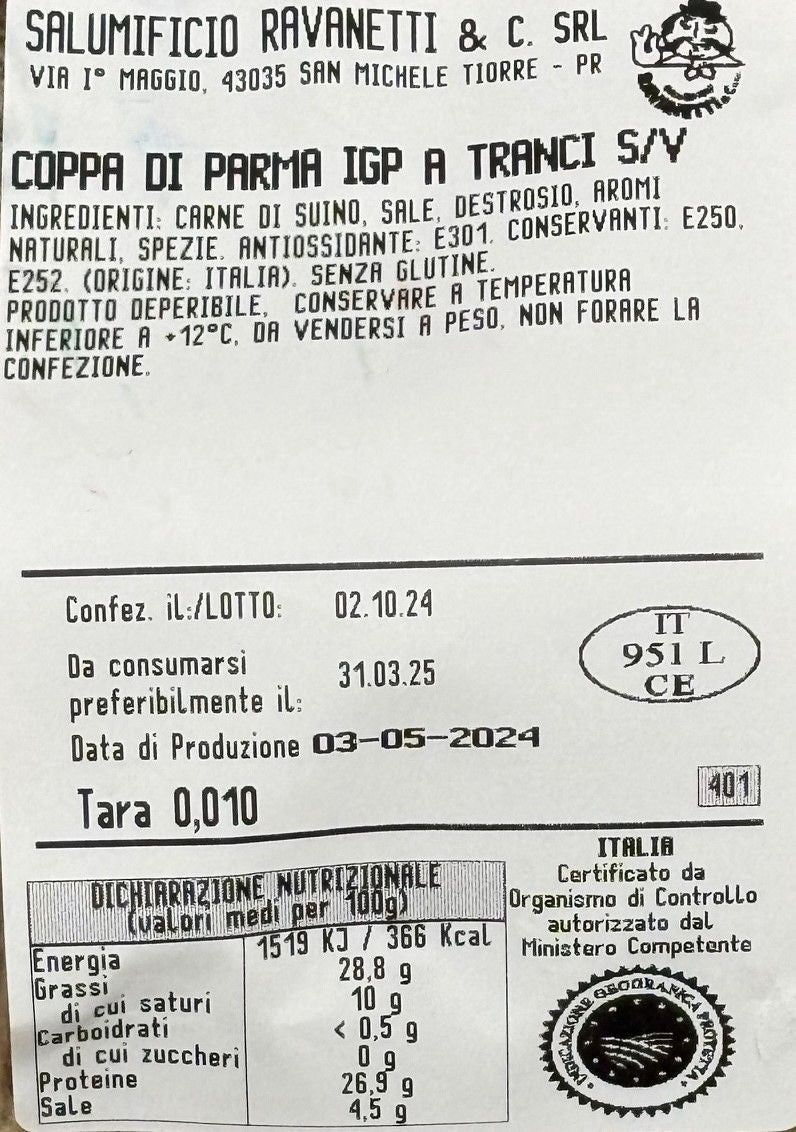 SALUMIFICIO RAVANETTI & C. SRL
VIA I° MAGGIO, 43035 SAN MICHELE TIORRE - PR
COPPA DI PARMA IGP A TRANCI S/V
INGREDIENTI: CARNE DI SUINO, SALE, DESTROSIO, AROMI
NATURALI, SPEZIE. ANTIOSSIDANTE: E301. CONSERVANTI: E250,
E252. (ORIGINE: ITALIA). SENZA GLUTINE.
PRODOTTO DEPERIBILE, CONSERVARE A TEMPERATURA
INFERIORE A +12°C, DA VENDERSI A PESO, NON FORARE LA
CONFEZIONE.
Confez. il:/LOTTO: 02.10.24
Da consumarsi
preferibilmente il: 31.03.25
Data di Produzione 03-05-2024
Tara 0,010
IT
951 L
CE
401
DICHIARAZIONE NUTRIZIONALE
(valori medi per 100g)
Energia 1519 KJ / 366 Kcal
Grassi 28,8 g
di cui saturi 10 g
Carboidrati < 0,5 g
di cui zuccheri 0 g
Proteine 26,9 g
Sale 4,5 g
ITALIA
Certificato da
Organismo di Controllo
autorizzato dal
Ministero Competente
INDICAZIONE GEOGRAFICA PROTETTA